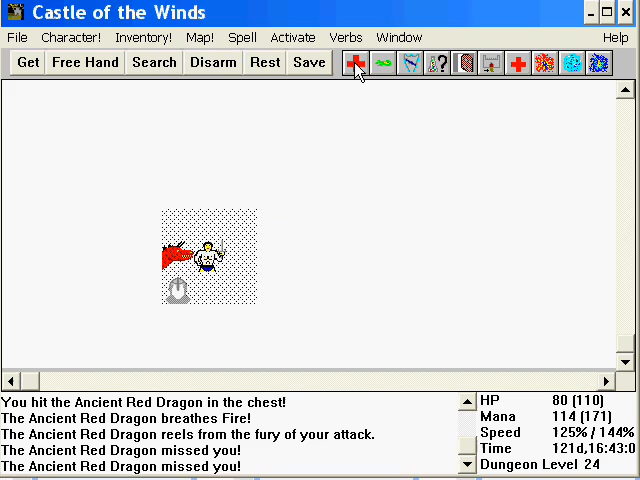 Castle of the Winds
File Character! Inventory! Map! Spell Activate Verbs Window Help
Get Free Hand Search Disarm Rest Save
You hit the Ancient Red Dragon in the chest!
The Ancient Red Dragon breathes Fire!
The Ancient Red Dragon reels from the fury of your attack.
The Ancient Red Dragon missed you!
The Ancient Red Dragon missed you!
HP 80 (110)
Mana 114 (171)
Speed 125% / 144%
Time 121d,16:43:0
Dungeon Level 24